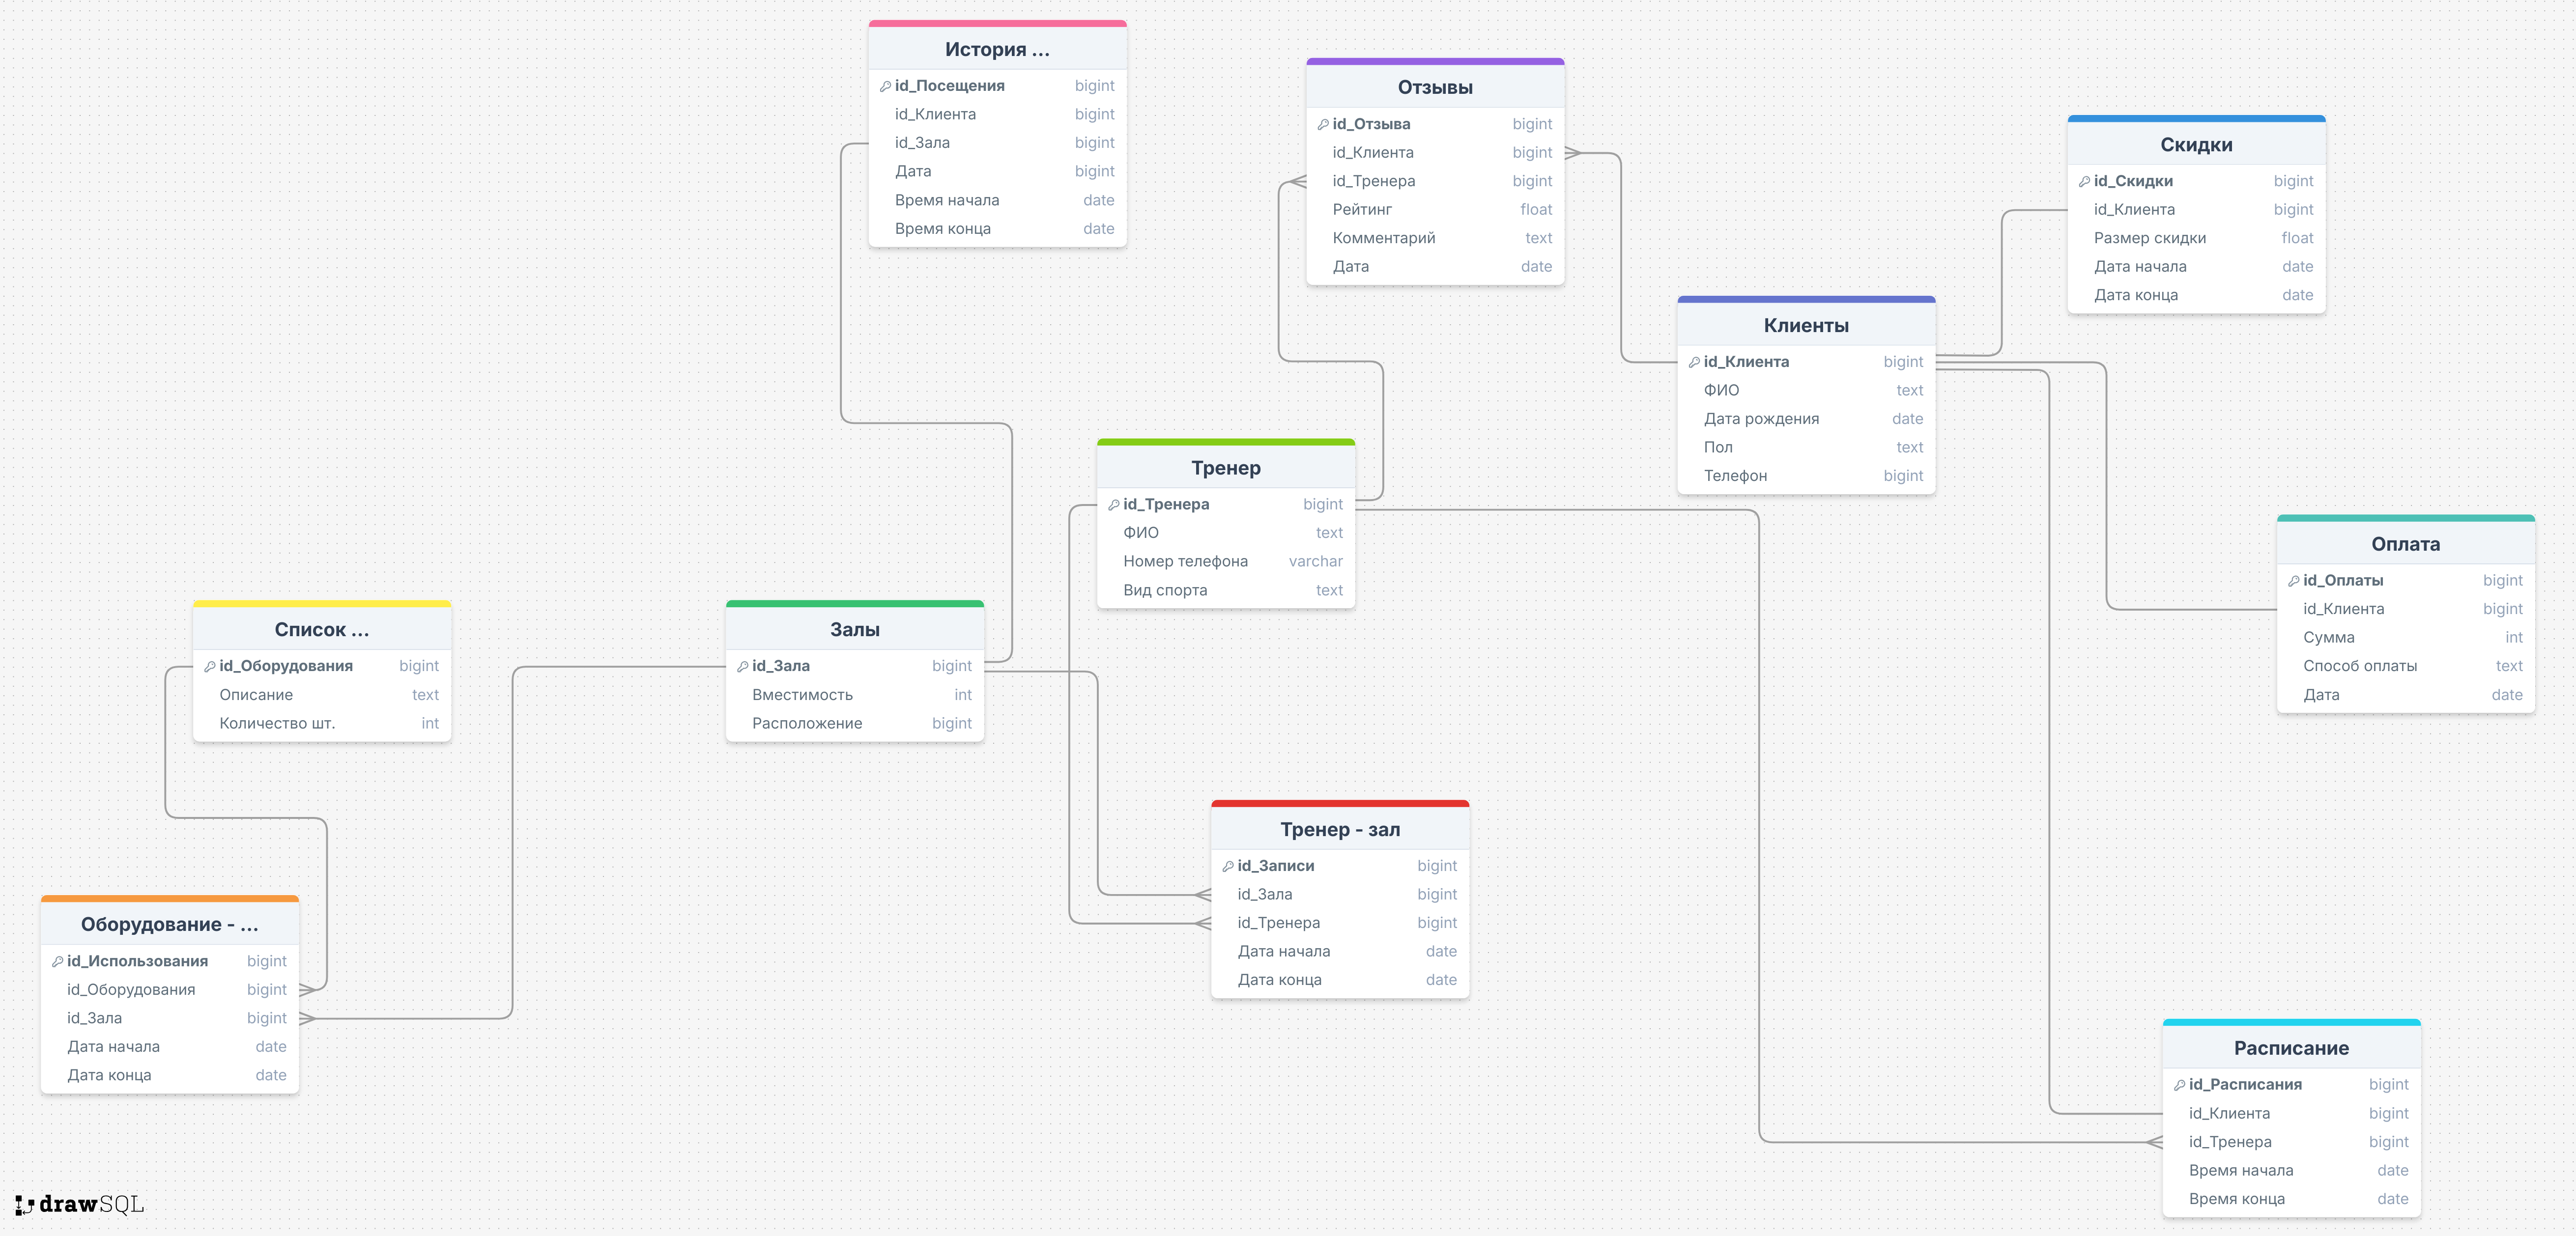 История ...
id_Посещения bigint
id_Клиента bigint
id_Зала bigint
Дата bigint
Время начала date
Время конца date
Отзывы
id_Отзыва bigint
id_Клиента bigint
id_Тренера bigint
Рейтинг float
Комментарий text
Дата date
Скидки
id_Скидки bigint
id_Клиента bigint
Размер скидки float
Дата начала date
Дата конца date
Клиенты
id_Клиента bigint
ФИО text
Дата рождения date
Пол text
Телефон bigint
Тренер
id_Тренера bigint
ФИО text
Номер телефона varchar
Вид спорта text
Оплата
id_Оплаты bigint
id_Клиента bigint
Сумма int
Способ оплаты text
Дата date
Список ...
id_Оборудования bigint
Описание text
Количество шт. int
Залы
id_Зала bigint
Вместимость int
Расположение bigint
Тренер - зал
id_Записи bigint
id_Зала bigint
id_Тренера bigint
Дата начала date
Дата конца date
Оборудование - ...
id_Использования bigint
id_Оборудования bigint
id_Зала bigint
Дата начала date
Дата конца date
Расписание
id_Расписания bigint
id_Клиента bigint
id_Тренера bigint
Время начала date
Время конца date
drawSQL